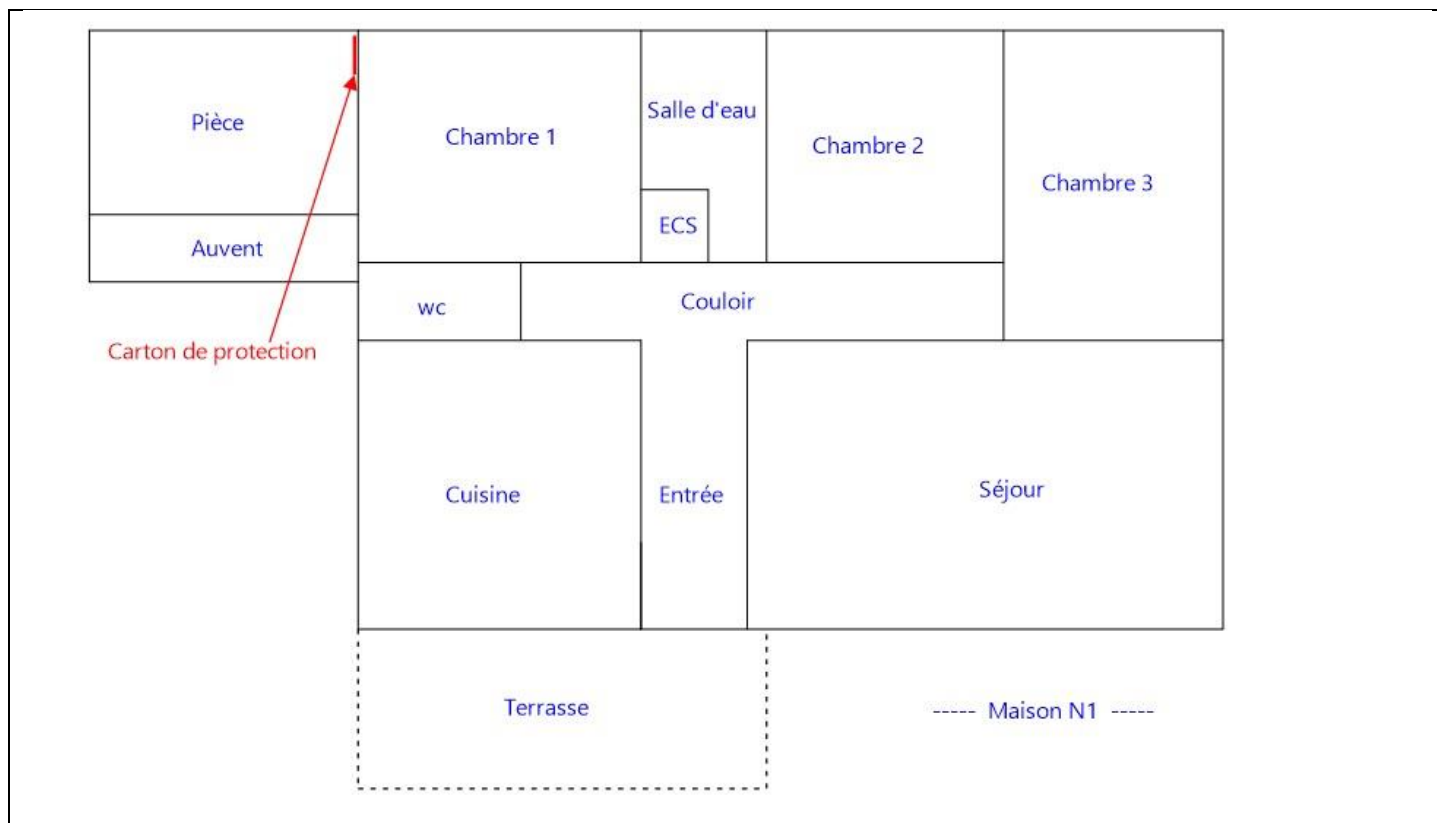 Pièce
Chambre 1
Salle d'eau
Chambre 2
Chambre 3
Auvent
ECS
wc
Couloir
Carton de protection
Cuisine
Entrée
Séjour
Terrasse
----- Maison N1 -----